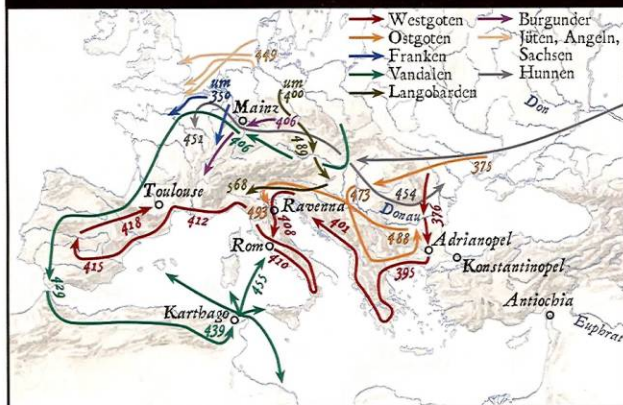 Westgoten
Ostgoten
Franken
Vandalen
Langobarden
Burgunder
Jüten, Angeln,
Sachsen
Hunnen
449
um
350
um
400
Mainz
406
451
406
489
Don
375
568
473
454
376
Donau
Toulouse
418
412
415
493
Ravenna
408
401
488
Rom
410
Adrianopel
395
Konstantinopel
429
455
Karthago
439
Antiochia
Euphrat